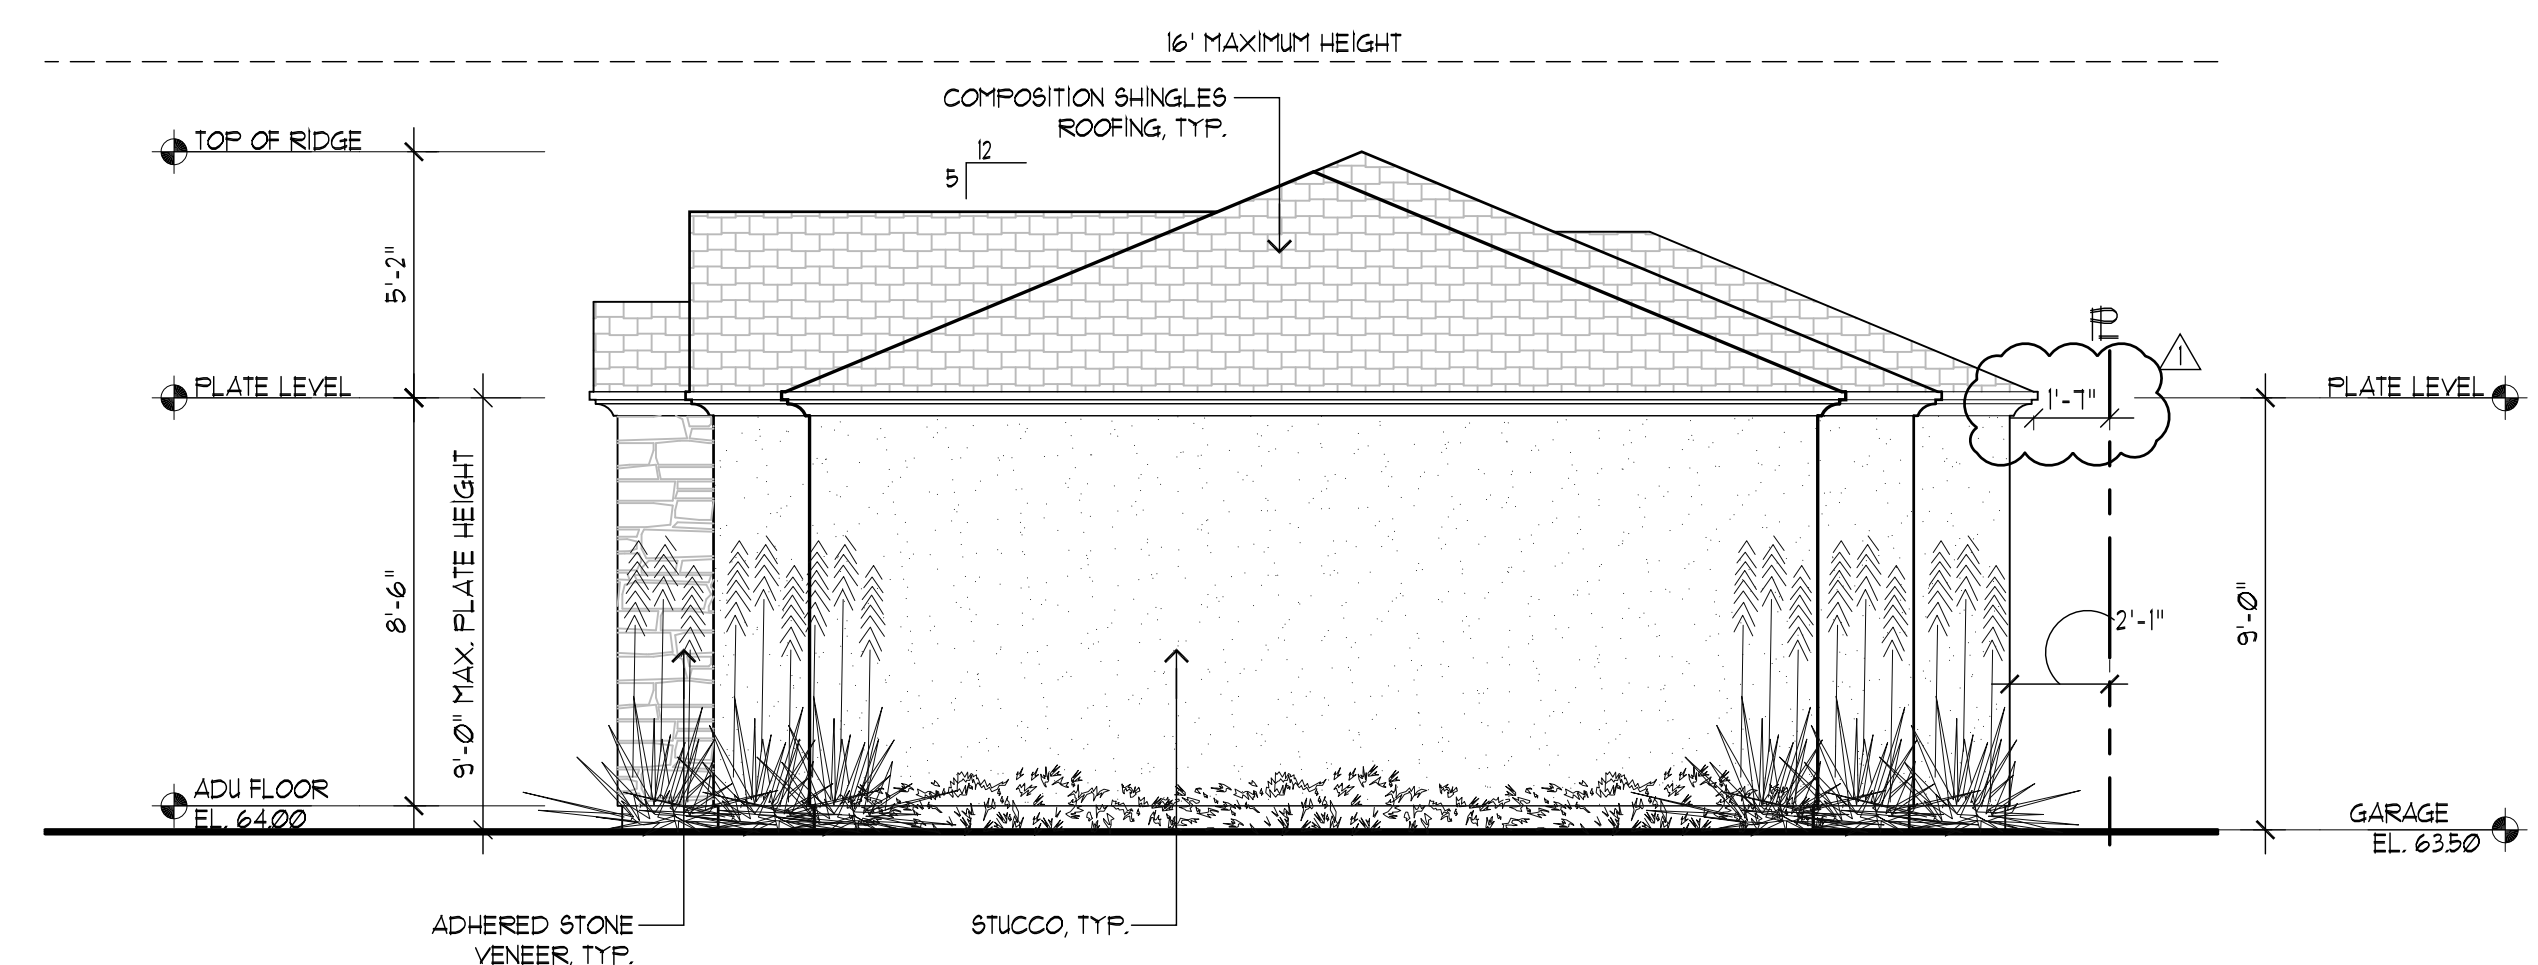 16' MAXIMUM HEIGHT
COMPOSITION SHINGLES
ROOFING, TYP.
TOP OF RIDGE
12
5
5'-2"
PL
1
PLATE LEVEL
1'-7"
PLATE LEVEL
9'-0" MAX. PLATE HEIGHT
8'-6"
9'-0"
2'-1"
ADU FLOOR
EL. 64.00
GARAGE
EL. 63.50
ADHERED STONE
VENEER, TYP.
STUCCO, TYP.